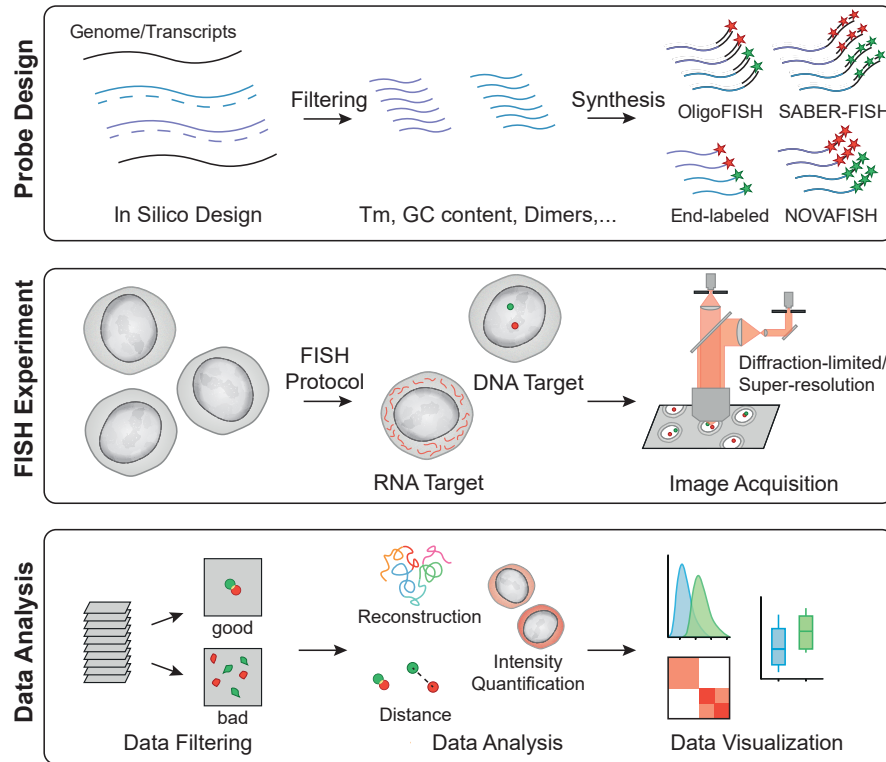 Probe Design
Genome/Transcripts
In Silico Design
Filtering
Tm, GC content, Dimers,...
Synthesis
OligoFISH
SABER-FISH
End-labeled
NOVAFISH
FISH Experiment
FISH
Protocol
DNA Target
RNA Target
Diffraction-limited/
Super-resolution
Image Acquisition
Data Analysis
good
bad
Data Filtering
Reconstruction
Intensity
Quantification
Distance
Data Analysis
Data Visualization